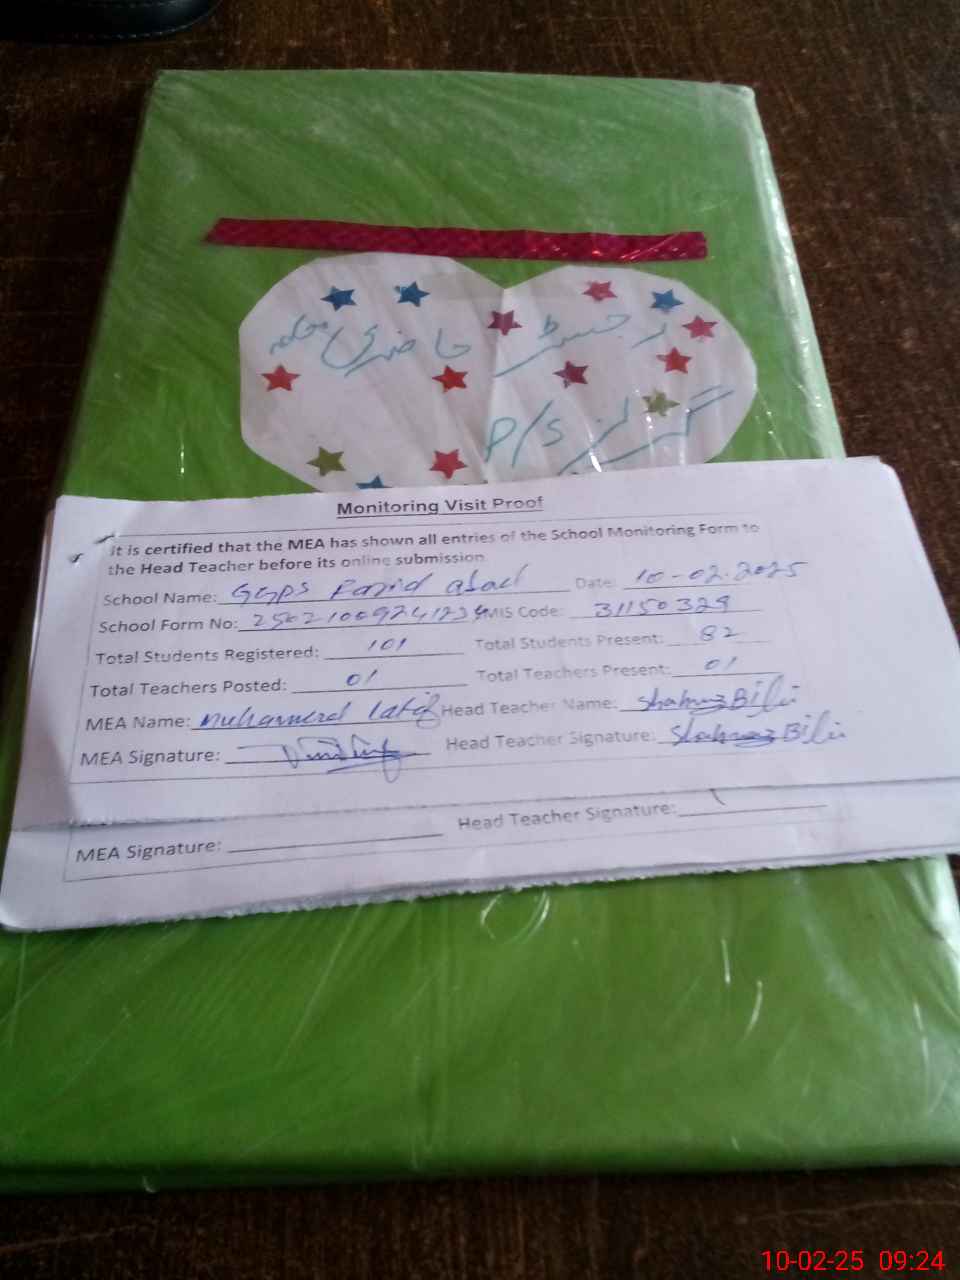 رجسٹر حاضری معلمہ
گرلز P/S
Monitoring Visit Proof
It is certified that the MEA has shown all entries of the School Monitoring Form to
the Head Teacher before its online submission
School Name: GGPS Farid abad Date: 10-02-2025
School Form No: MIS Code: 31150329
Total Students Registered: 101 Total Students Present: 82
Total Teachers Posted: 01 Total Teachers Present: 01
MEA Name: Muhammad Latif Head Teacher Name: Shahnaz Bibi
MEA Signature: Head Teacher Signature: Shahnaz Bibi
MEA Signature: Head Teacher Signature:
10-02-25 09:24